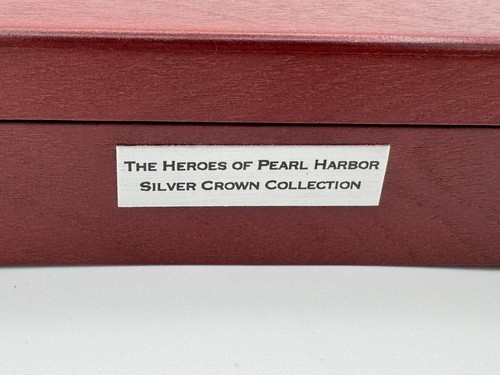 The Heroes of Pearl Harbor
Silver Crown Collection